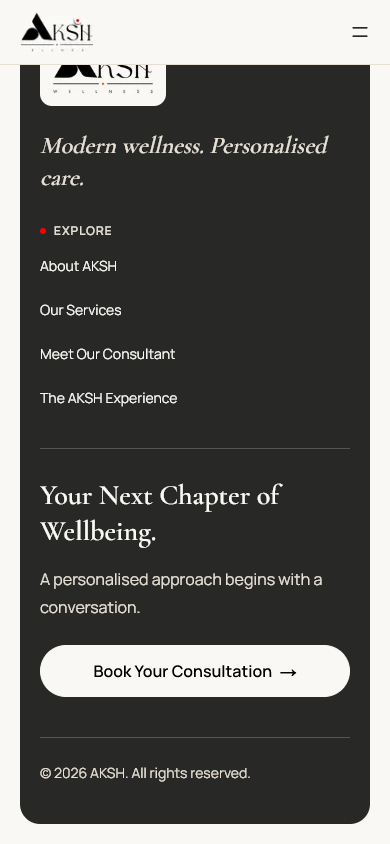 AKSH
AKSH
WELLNESS
Modern wellness. Personalised
care.
EXPLORE
About AKSH
Our Services
Meet Our Consultant
The AKSH Experience
Your Next Chapter of
Wellbeing.
A personalised approach begins with a
conversation.
Book Your Consultation →
© 2026 AKSH. All rights reserved.